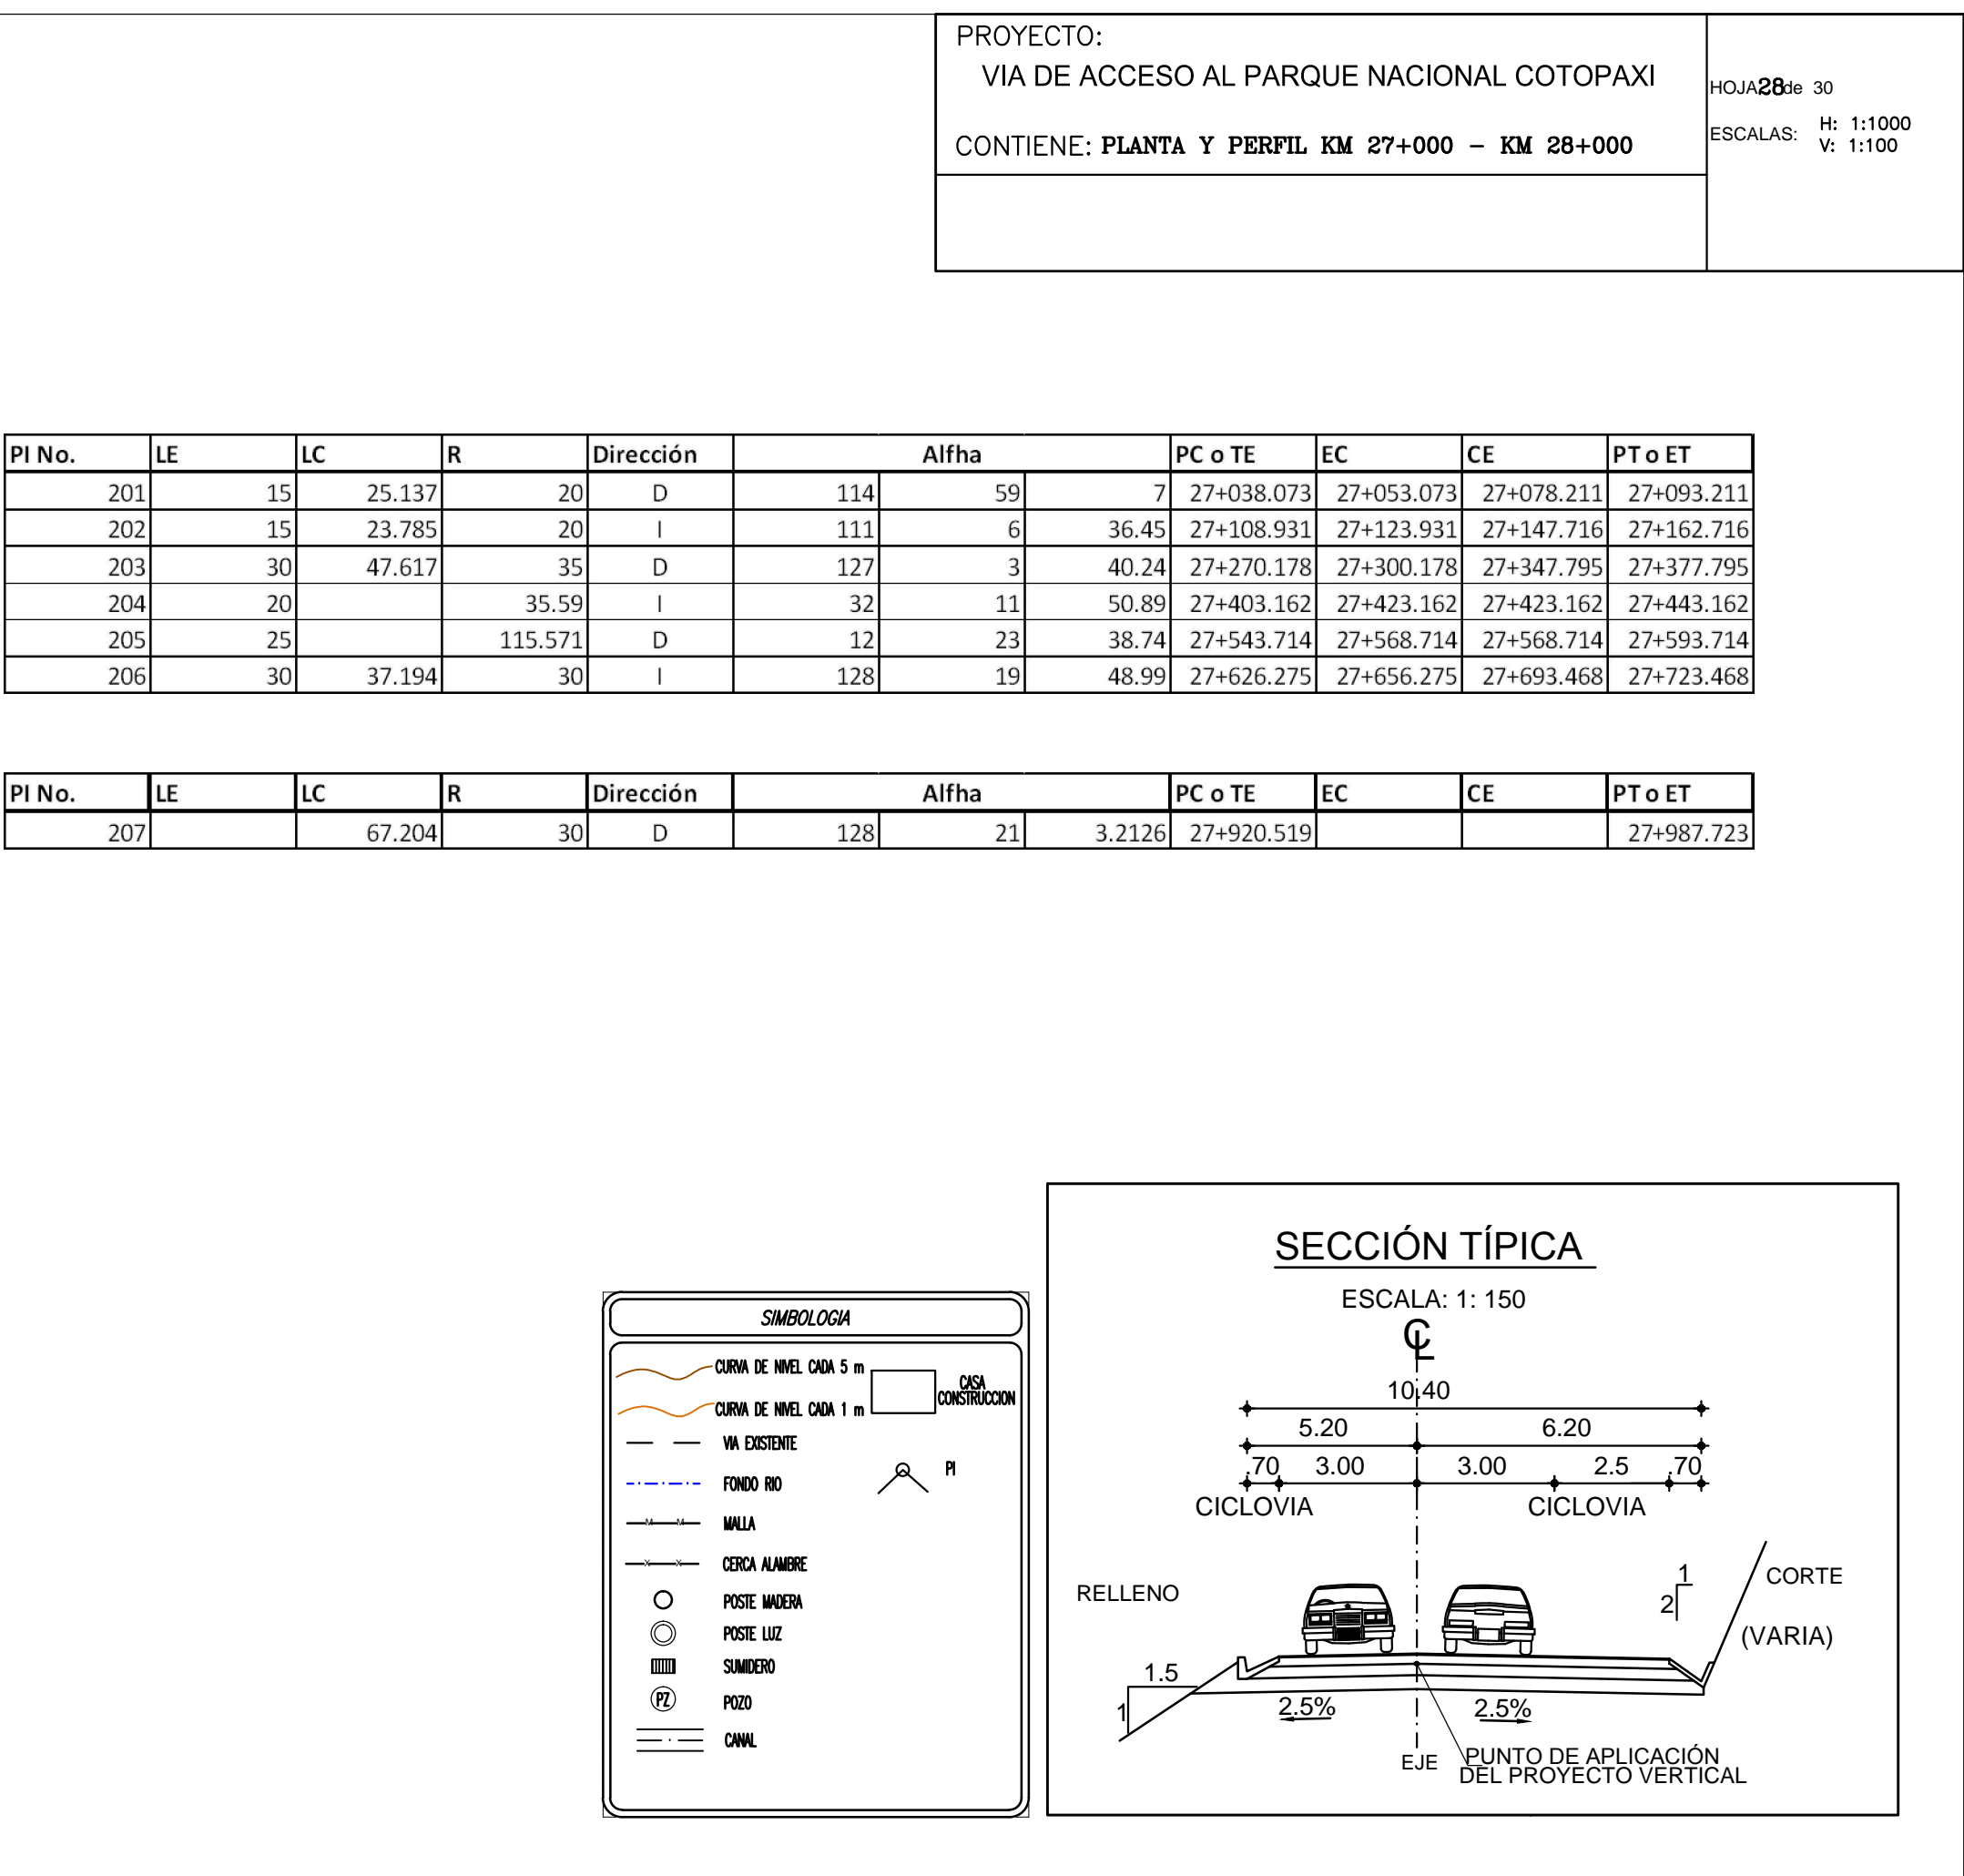 PROYECTO:
VIA DE ACCESO AL PARQUE NACIONAL COTOPAXI
CONTIENE: PLANTA Y PERFIL KM 27+000 – KM 28+000
HOJA 28 de 30
ESCALAS: H: 1:1000
V: 1:100
PI No. LE LC R Dirección Alfha PC o TE EC CE PT o ET
201 15 25.137 20 D 114 59 7 27+038.073 27+053.073 27+078.211 27+093.211
202 15 23.785 20 I 111 6 36.45 27+108.931 27+123.931 27+147.716 27+162.716
203 30 47.617 35 D 127 3 40.24 27+270.178 27+300.178 27+347.795 27+377.795
204 20 35.59 I 32 11 50.89 27+403.162 27+423.162 27+423.162 27+443.162
205 25 115.571 D 12 23 38.74 27+543.714 27+568.714 27+568.714 27+593.714
206 30 37.194 30 I 128 19 48.99 27+626.275 27+656.275 27+693.468 27+723.468
PI No. LE LC R Dirección Alfha PC o TE EC CE PT o ET
207 67.204 30 D 128 21 3.2126 27+920.519 27+987.723
SIMBOLOGIA
CURVA DE NIVEL CADA 5 m
CASA
CONSTRUCCION
CURVA DE NIVEL CADA 1 m
VIA EXISTENTE
FONDO RIO
PI
M M MALLA
x x CERCA ALAMBRE
POSTE MADERA
POSTE LUZ
SUMIDERO
PZ POZO
CANAL
SECCIÓN TÍPICA
ESCALA: 1: 150
CL
10.40
5.20 6.20
.70 3.00 3.00 2.5 .70
CICLOVIA CICLOVIA
RELLENO
1
2
CORTE
(VARIA)
1.5
1
2.5% 2.5%
EJE
PUNTO DE APLICACIÓN
DEL PROYECTO VERTICAL